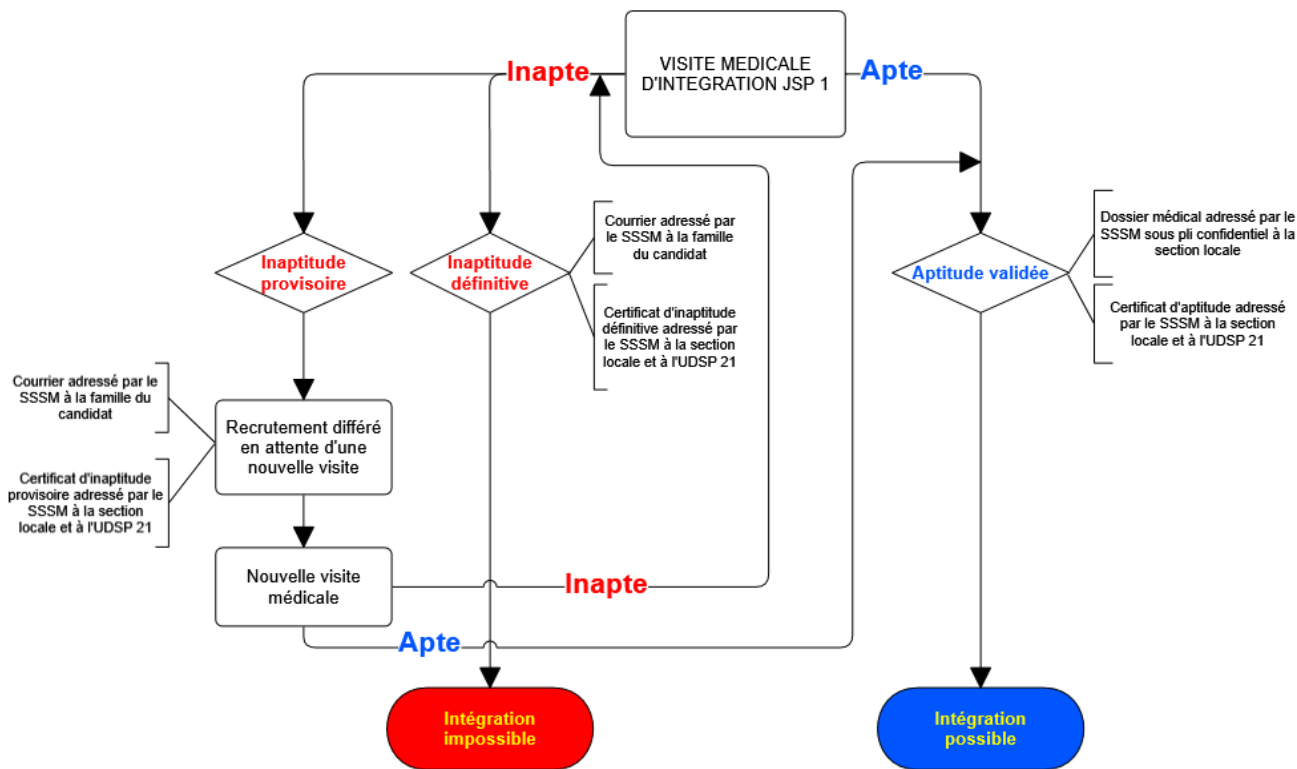 VISITE MEDICALE
D'INTEGRATION JSP 1
Inapte
Apte
Inaptitude
provisoire
Inaptitude
définitive
Courrier adressé par
le SSSM à la famille
du candidat
Certificat d'inaptitude
définitive adressé par
le SSSM à la section
locale et à l'UDSP 21
Aptitude validée
Dossier médical adressé par le
SSSM sous pli confidentiel à la
section locale
Certificat d'aptitude adressé
par le SSSM à la section
locale et à l'UDSP 21
Courrier adressé par le
SSSM à la famille du
candidat
Certificat d'inaptitude
provisoire adressé par le
SSSM à la section
locale et à l'UDSP 21
Recrutement différé
en attente d'une
nouvelle visite
Nouvelle visite
médicale
Inapte
Apte
Intégration
impossible
Intégration
possible